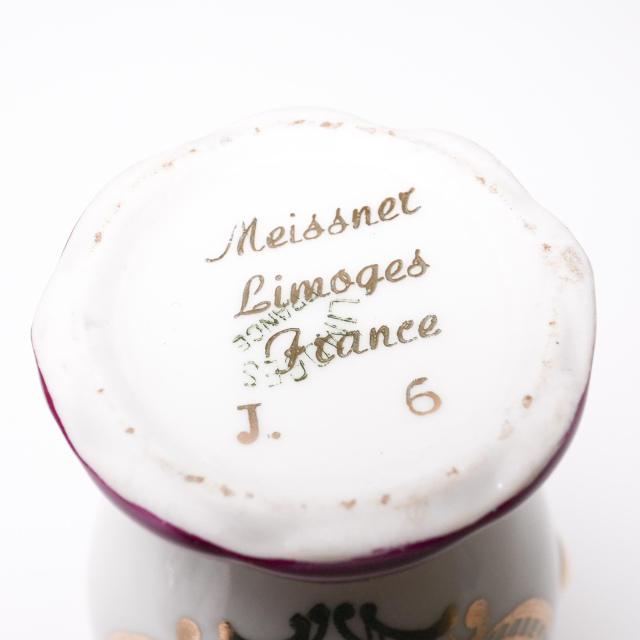 Meissner
Limoges
France
J. 6